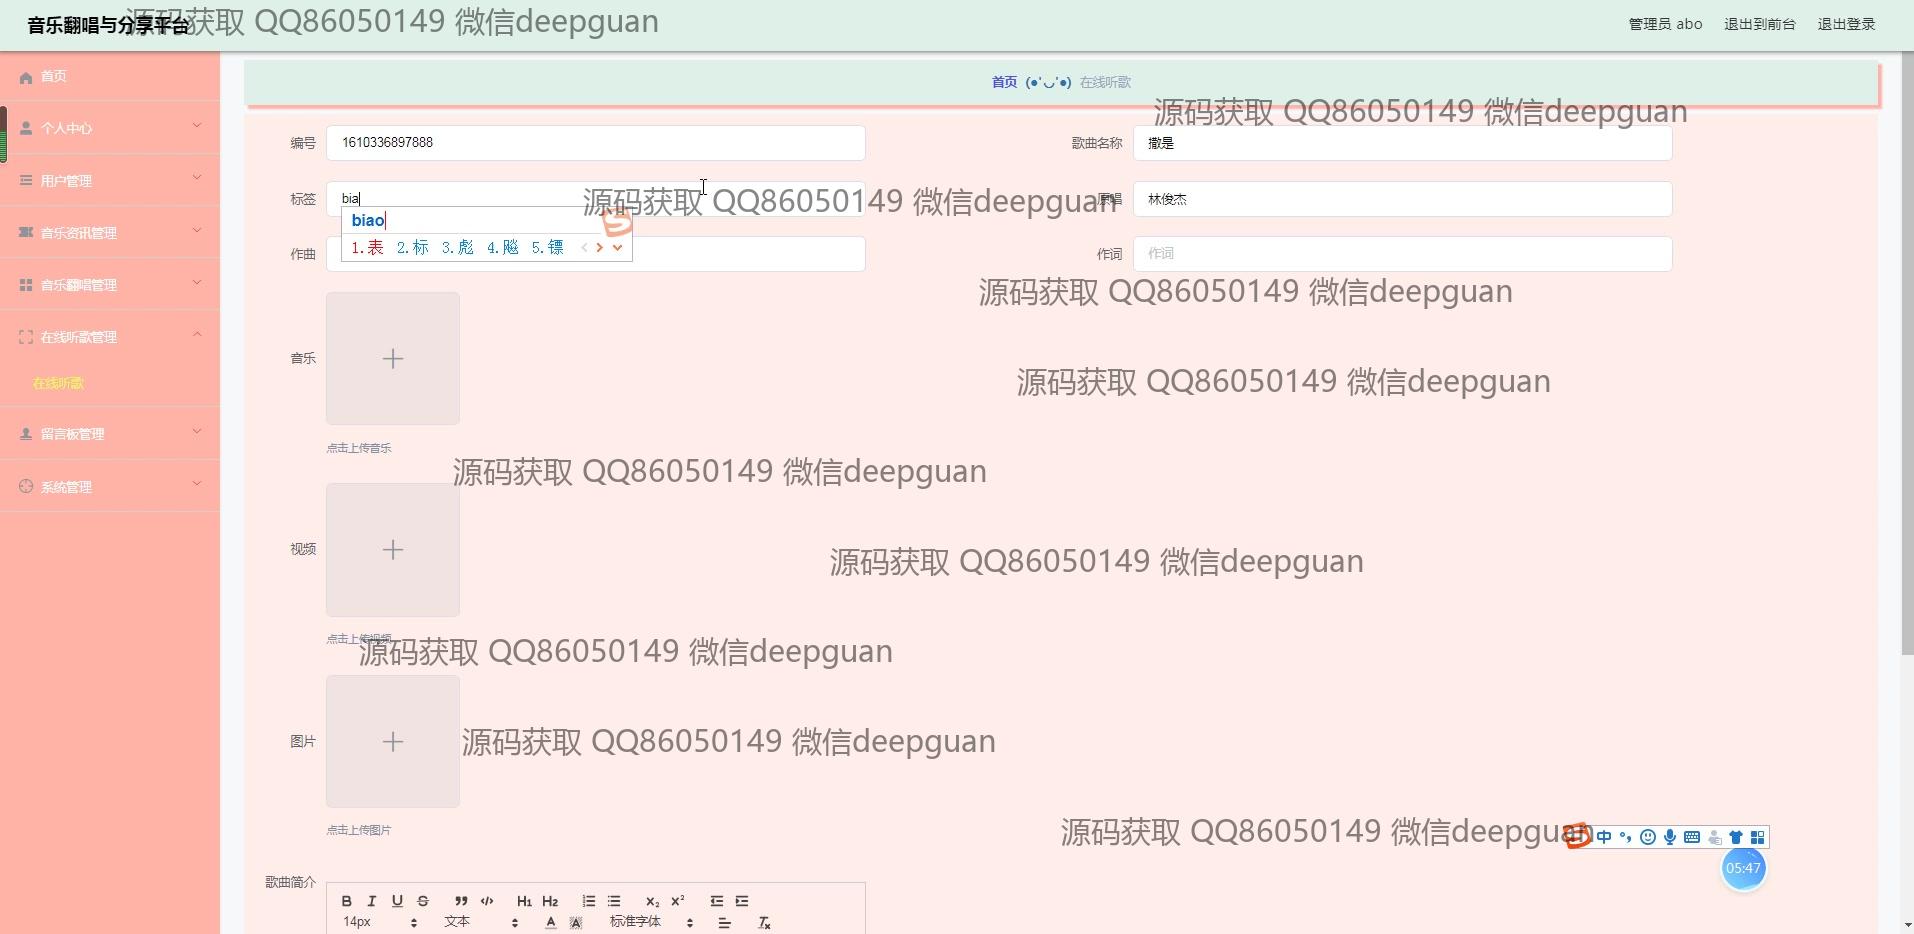 音乐翻唱与分享平台
源码获取 QQ86050149 微信deepguan
管理员 abo 退出到前台 退出登录
首页
个人中心
用户管理
音乐资讯管理
音乐翻唱管理
在线听歌管理
在线听歌
留言板管理
系统管理
首页 (●'◡'●) 在线听歌
源码获取 QQ86050149 微信deepguan
编号 1610336897888
歌曲名称 撒是
标签 bia
源码获取 QQ86050149 微信deepguan
原唱 林俊杰
biao
1.表 2.标 3.彪 4.飚 5.镖
作曲
作词 作词
源码获取 QQ86050149 微信deepguan
音乐
源码获取 QQ86050149 微信deepguan
点击上传音乐
源码获取 QQ86050149 微信deepguan
视频
源码获取 QQ86050149 微信deepguan
点击上传视频
源码获取 QQ86050149 微信deepguan
图片
源码获取 QQ86050149 微信deepguan
点击上传图片
源码获取 QQ86050149 微信deepguan
中
05:47
歌曲简介
B I U S H1 H2 X₂ X²
14px 文本 A A 标准字体